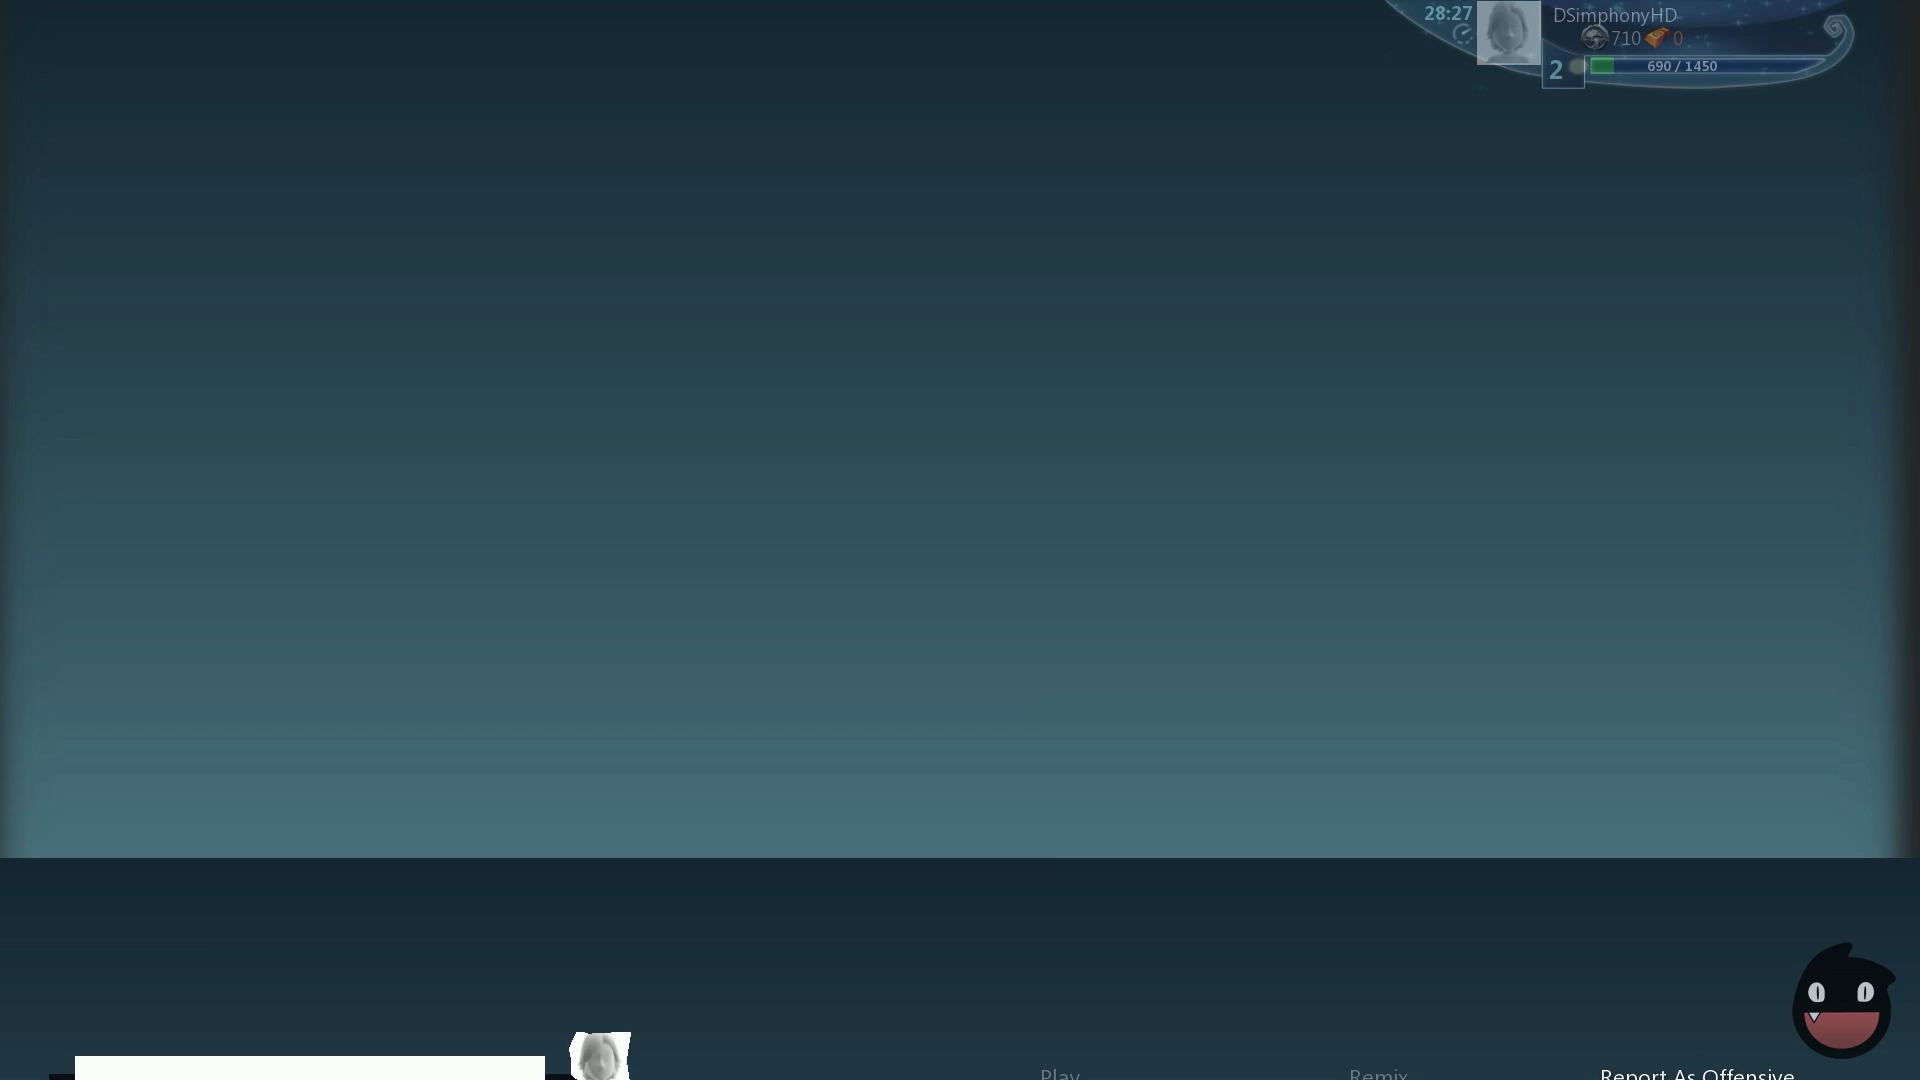 28:27
DSimphonyHD
710 0
2
690 / 1450
Play
Remix
Report As Offensive